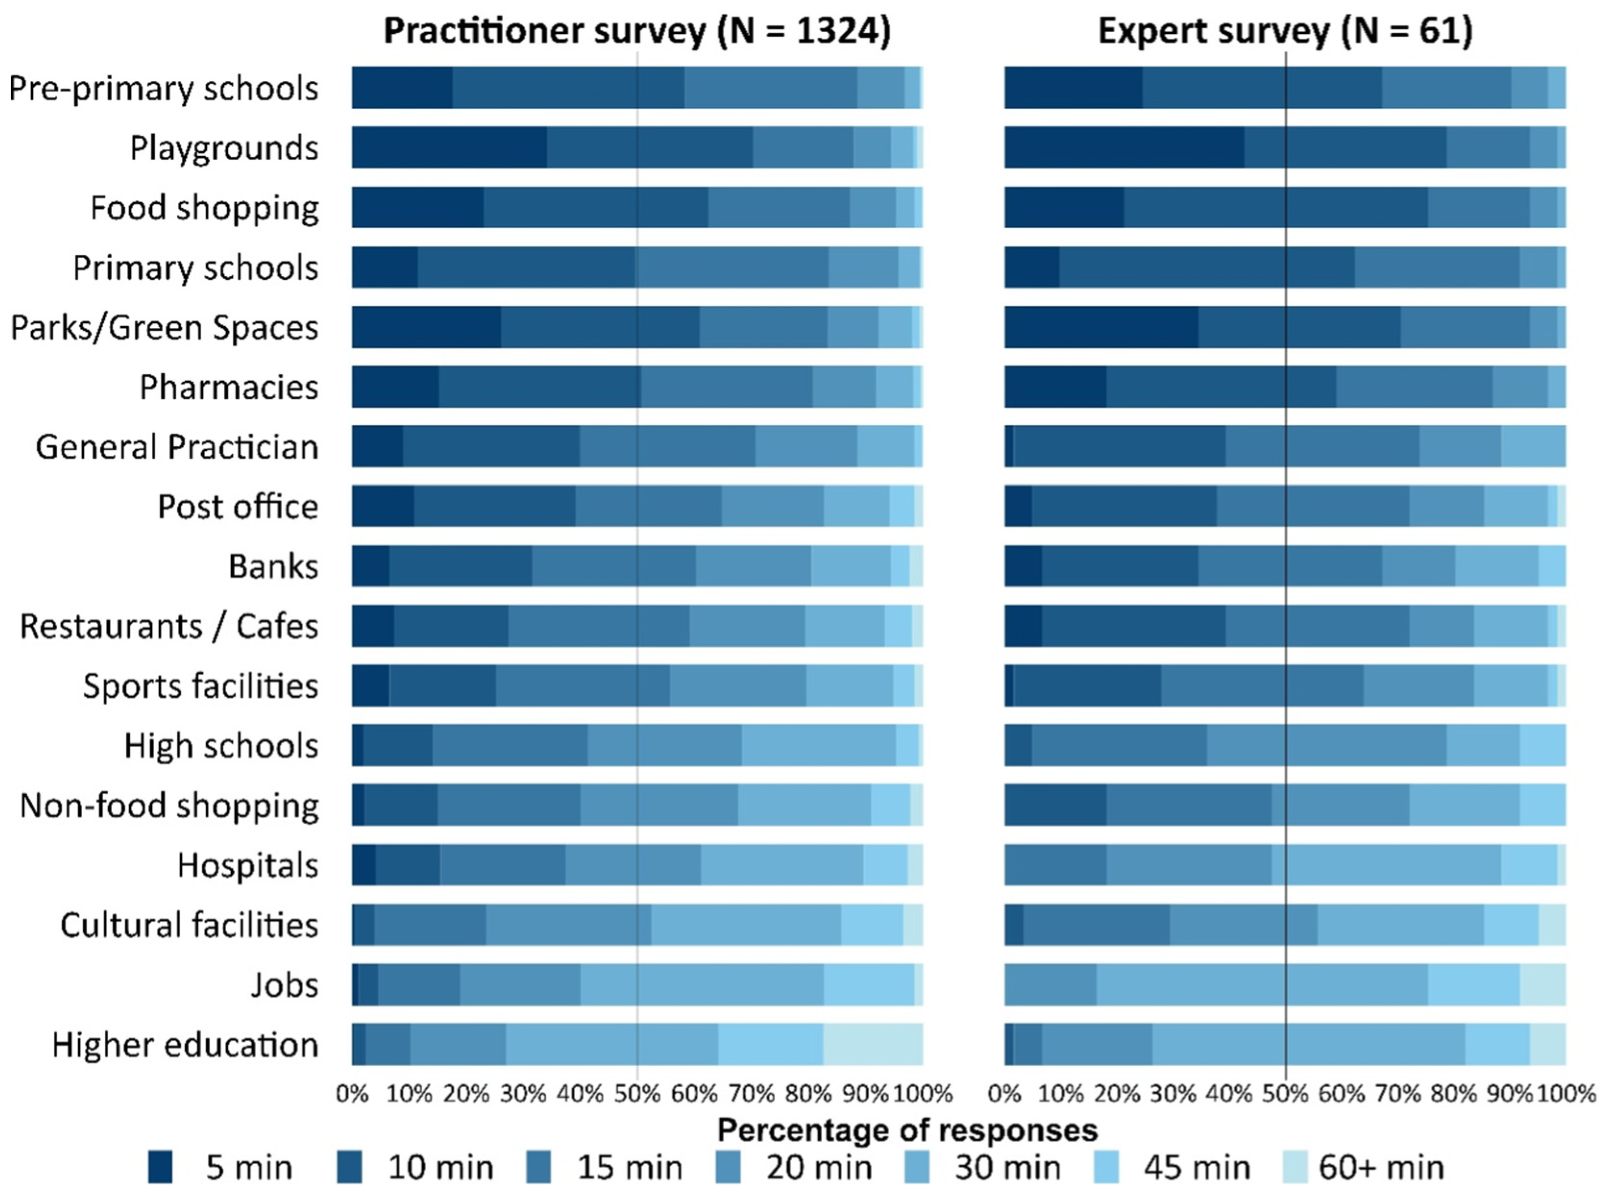 Practitioner survey (N = 1324)
Expert survey (N = 61)
Pre-primary schools
Playgrounds
Food shopping
Primary schools
Parks/Green Spaces
Pharmacies
General Practician
Post office
Banks
Restaurants / Cafes
Sports facilities
High schools
Non-food shopping
Hospitals
Cultural facilities
Jobs
Higher education
0% 10% 20% 30% 40% 50% 60% 70% 80% 90% 100%
0% 10% 20% 30% 40% 50% 60% 70% 80% 90% 100%
Percentage of responses
5 min 10 min 15 min 20 min 30 min 45 min 60+ min